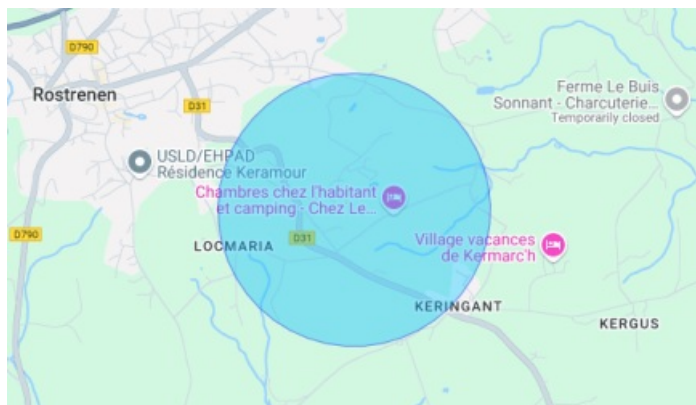 D790
Rostrenen
D31
Ferme Le Buis
Sonnant - Charcuterie...
Temporarily closed
USLD/EHPAD
Résidence Keramour
Chambres chez l'habitant
et camping - Chez Le...
D790
LOCMARIA
D31
Village vacances
de Kermarc'h
KERINGANT
KERGUS